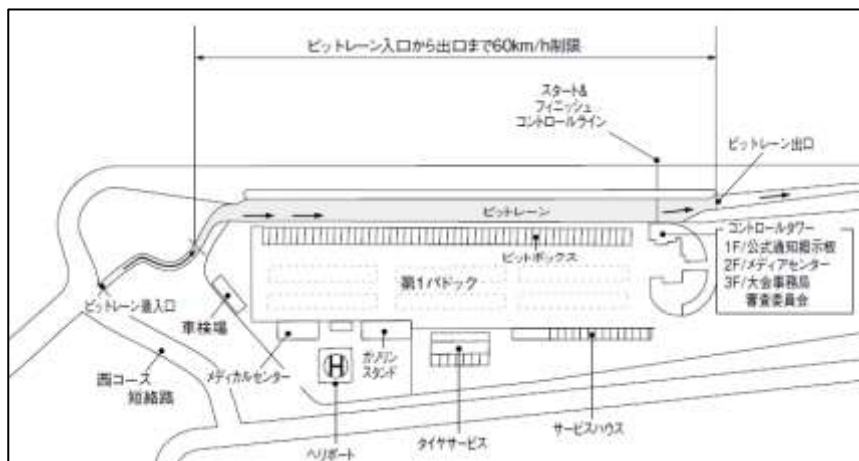 ピットレーン入口から出口まで60km/h制限
スタート&
フィニッシュ
コントロールライン
ピットレーン出口
ピットレーン
コントロールタワー
1F/公式通知掲示板
2F/メディアセンター
3F/大会事務局
審査委員会
ピットボックス
第1パドック
ピットレーン進入口
車検場
メディカルセンター
ガソリン
スタンド
H
西コース
短絡路
ヘリポート
タイヤサービス
サービスハウス